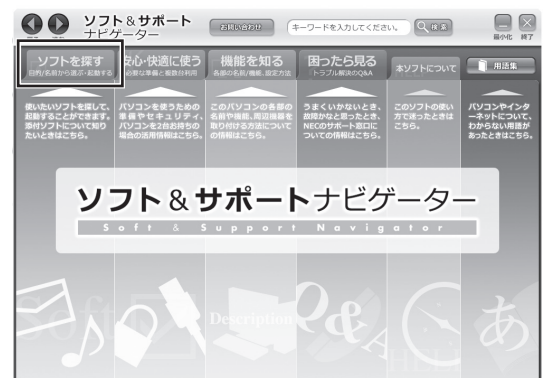 ソフト&サポート
ナビゲーター
お問い合わせ
キーワードを入力してください。
検索
最小化 終了
ソフトを探す
目的/名前から選ぶ・起動する
安心・快適に使う
必要な準備と複数台利用
機能を知る
各部の名前/機能、設定方法
困ったら見る
トラブル解決のQ&A
本ソフトについて
用語集
使いたいソフトを探して、
起動することができます。
添付ソフトについて知り
たいときはこちら。
パソコンを使うための
準備やセキュリティ、
パソコンを2台お持ちの
場合の活用情報はこちら。
このパソコンの各部の
名前や機能、周辺機器を
取り付ける方法について
の情報はこちら。
うまくいかないとき、
故障かなと思ったとき、
NECのサポート窓口に
ついての情報はこちら。
このソフトの使い
方で迷ったときは
こちら。
パソコンやインタ
ーネットについて、
わからない用語が
あったときはこちら。
ソフト&サポートナビゲーター
Soft & Support Navigator
Soft
Description
Q&A
HELP
あ